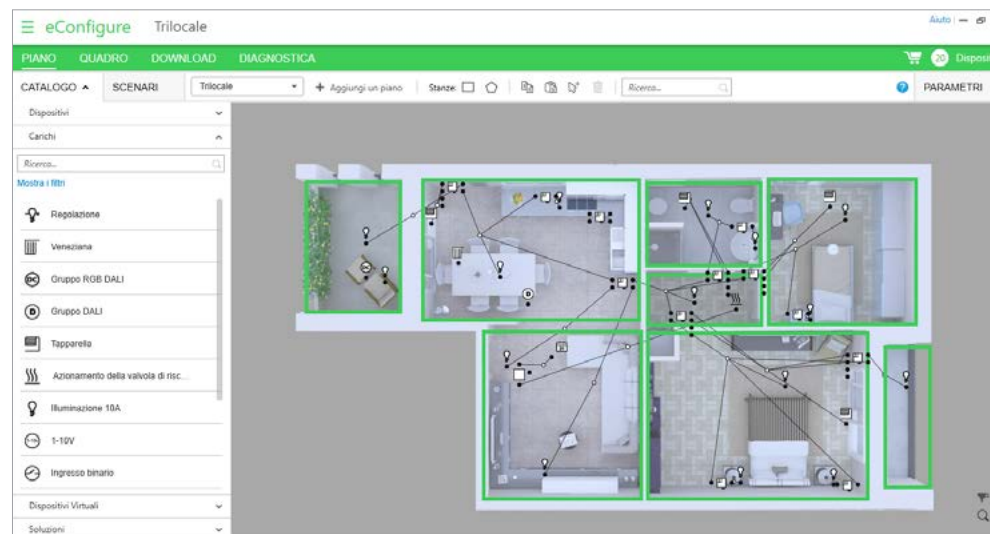 eConfigure Trilocale Aiuto
PIANO QUADRO DOWNLOAD DIAGNOSTICA 20 Disposi
CATALOGO SCENARI Trilocale + Aggiungi un piano Stanze: Ricerca... ? PARAMETRI
Dispositivi
Carichi
Ricerca...
Mostra i filtri
Regolazione
Veneziana
Gruppo RGB DALI
D Gruppo DALI
Tapparella
Azionamento della valvola di risc...
Illuminazione 10A
1-10V
Ingresso binario
Dispositivi Virtuali
Soluzioni
D